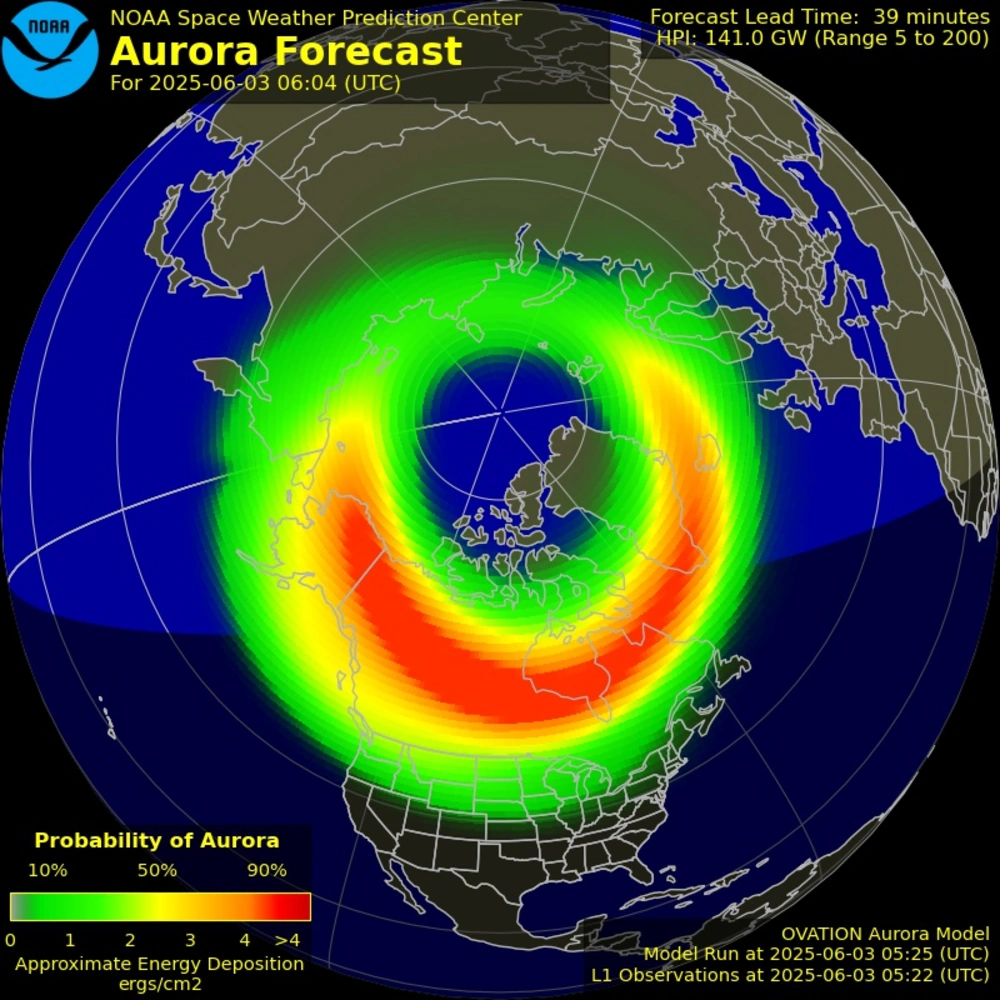 NOAA
NOAA Space Weather Prediction Center
Aurora Forecast
For 2025-06-03 06:04 (UTC)
Forecast Lead Time: 39 minutes
HPI: 141.0 GW (Range 5 to 200)
Probability of Aurora
10% 50% 90%
0 1 2 3 4 >4
Approximate Energy Deposition
ergs/cm2
OVATION Aurora Model
Model Run at 2025-06-03 05:25 (UTC)
L1 Observations at 2025-06-03 05:22 (UTC)